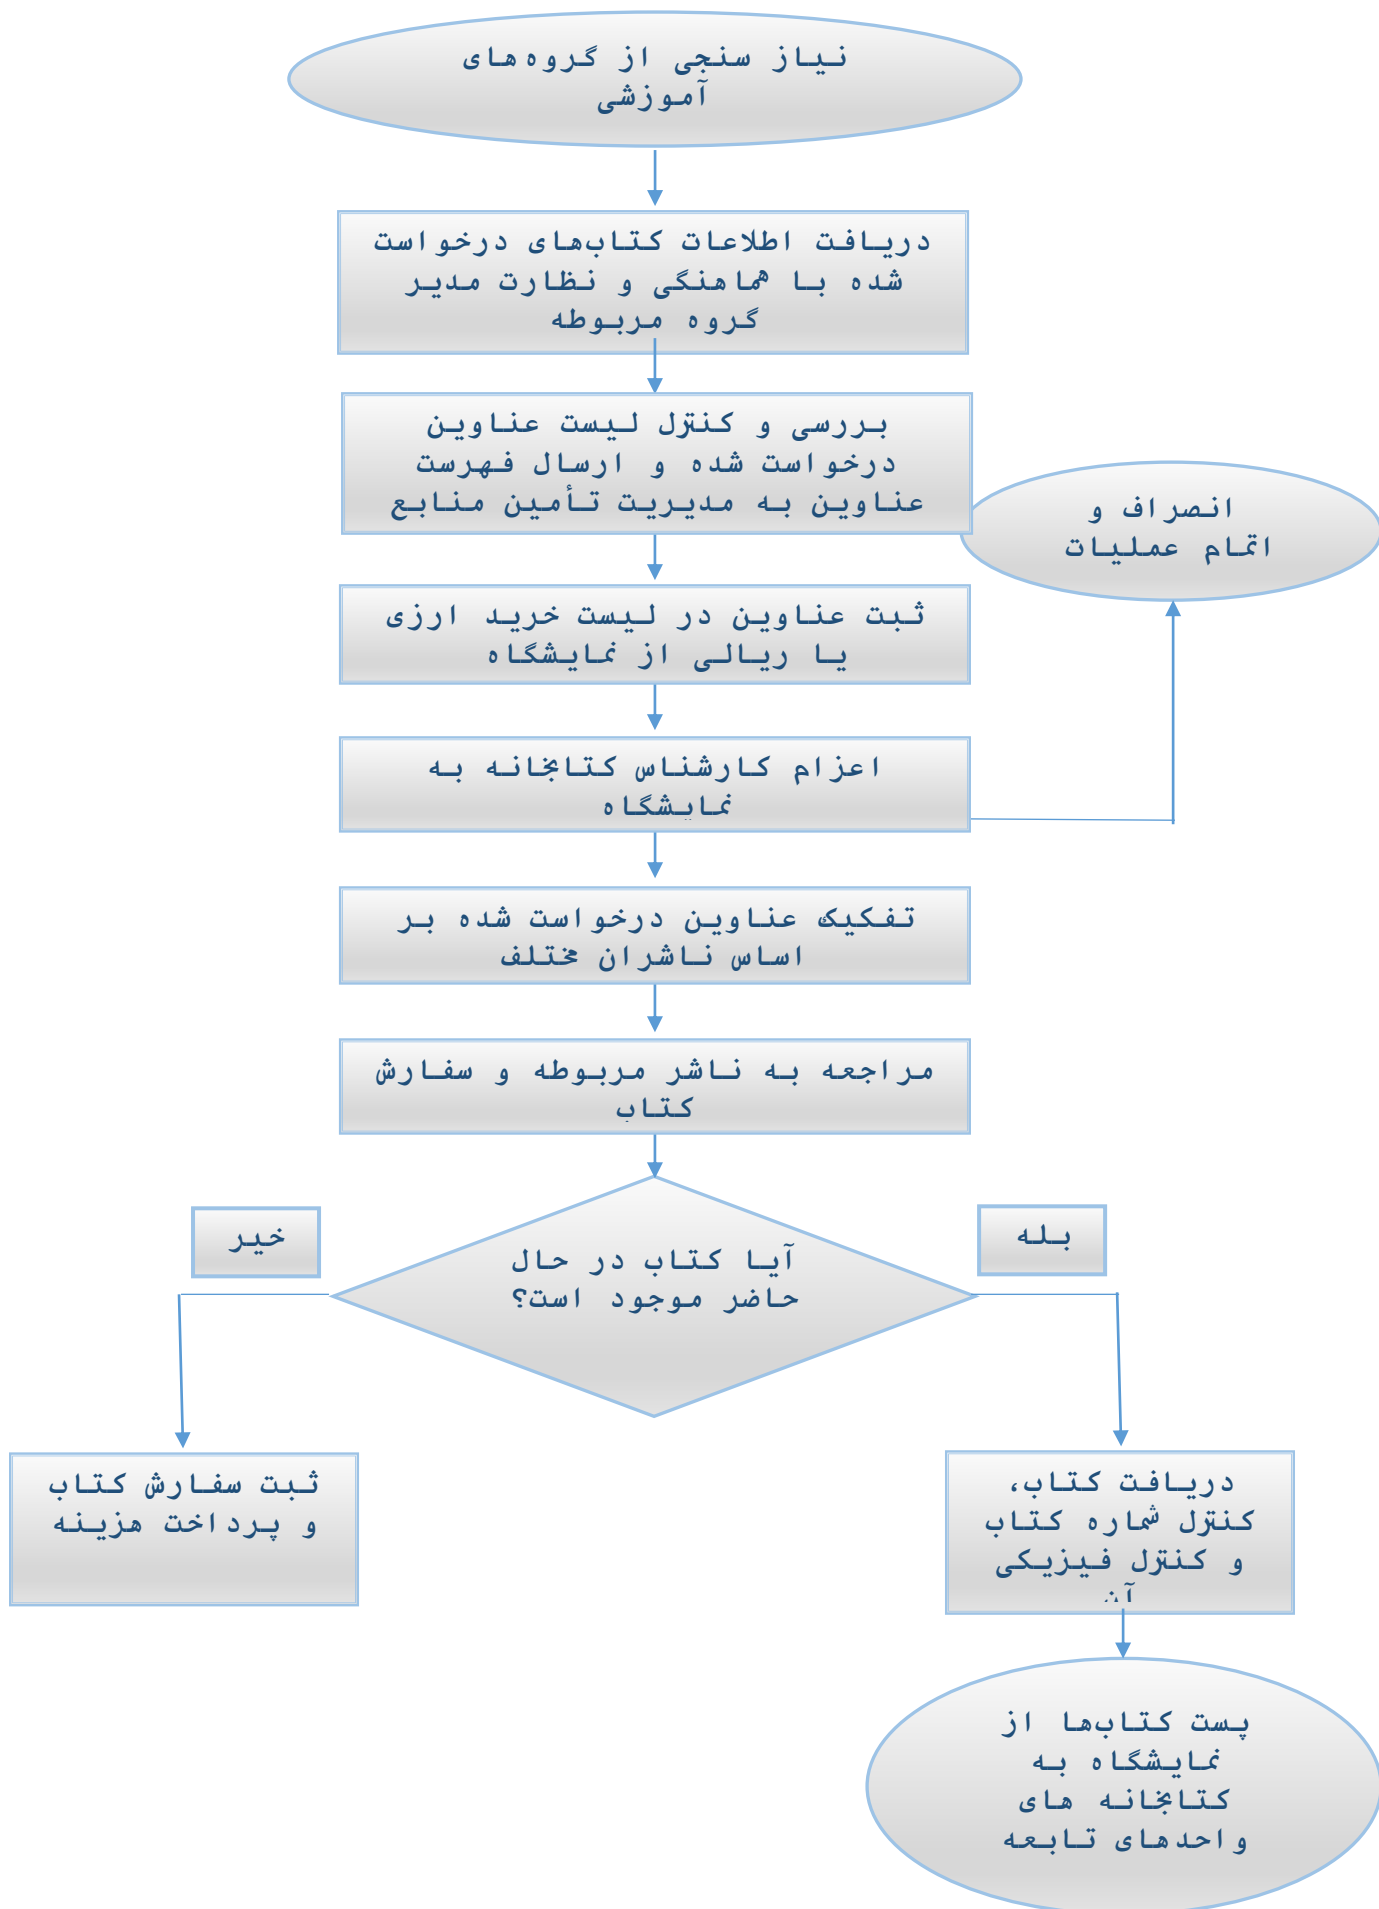 نیاز سنجی از گروه‌های
آموزشی
دریافت اطلاعات کتاب‌های درخواست
شده با هماهنگی و نظارت مدیر
گروه مربوطه
بررسی و کنترل لیست عناوین
درخواست شده و ارسال فهرست
عناوین به مدیریت تأمین منابع
انصراف و
اتمام عملیات
ثبت عناوین در لیست خرید ارزی
یا ریالی از نمایشگاه
اعزام کارشناس کتابخانه به
نمایشگاه
تفکیک عناوین درخواست شده بر
اساس ناشران مختلف
مراجعه به ناشر مربوطه و سفارش
کتاب
بله
خیر
آیا کتاب در حال
حاضر موجود است؟
دریافت کتاب،
کنترل شماره کتاب
و کنترل فیزیکی
آن
ثبت سفارش کتاب
و پرداخت هزینه
پست کتاب‌ها از
نمایشگاه به
کتابخانه های
واحدهای تابعه